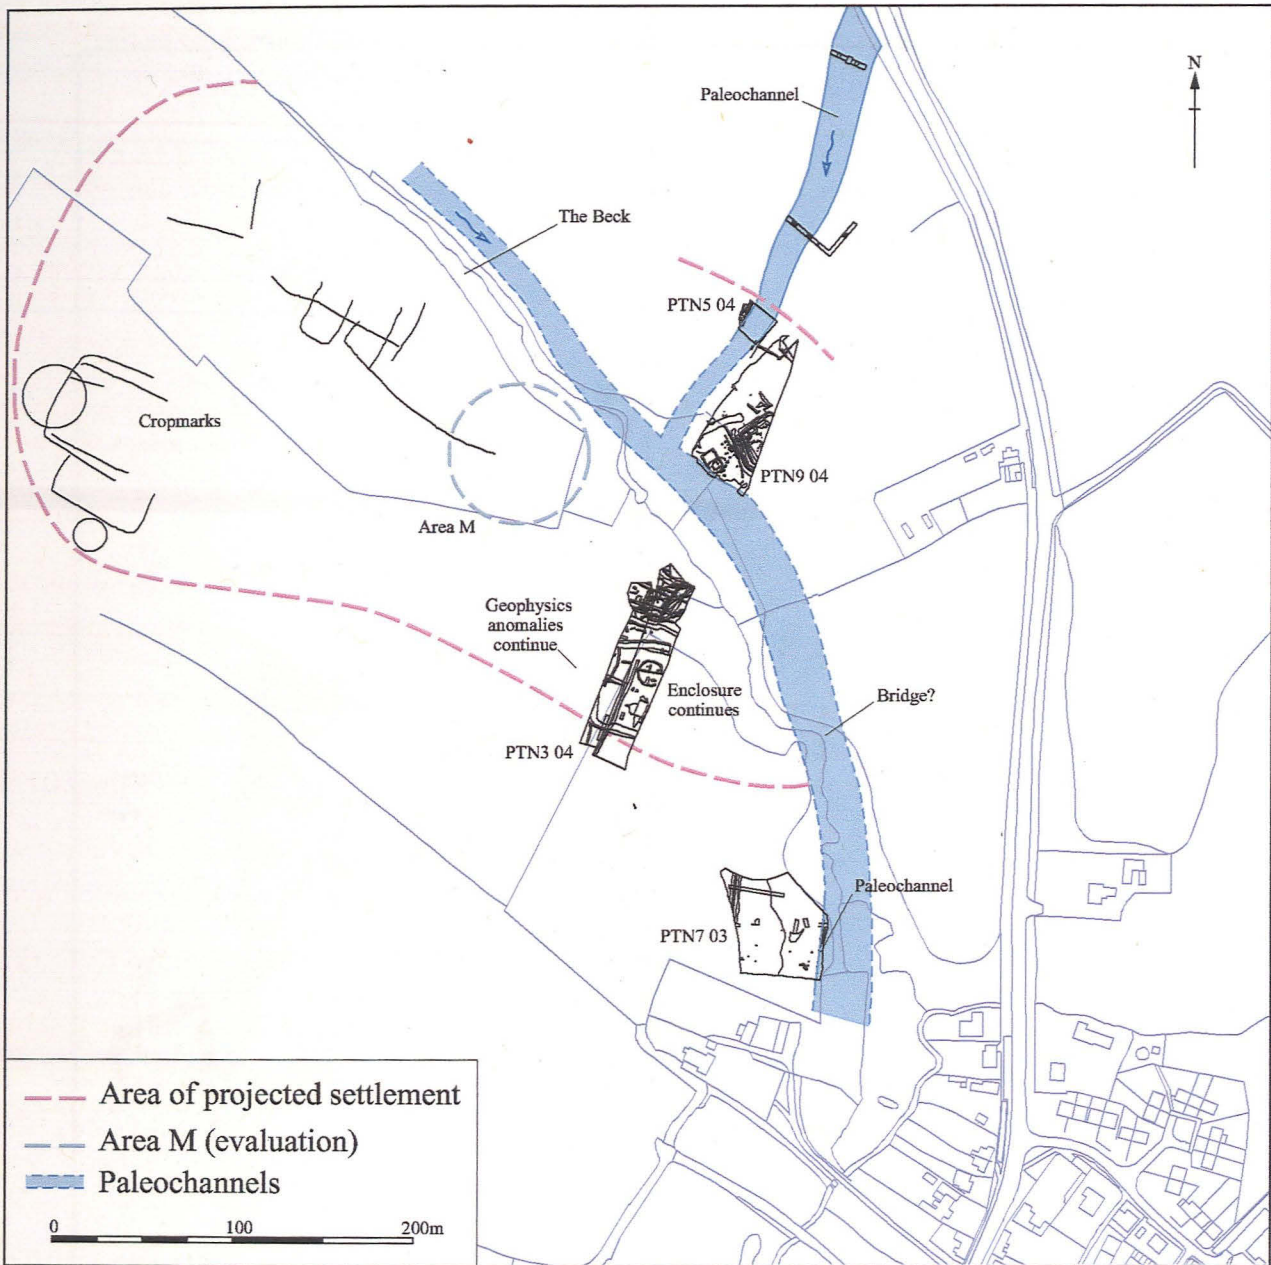 N
Paleochannel
The Beck
PTN5 04
Cropmarks
PTN9 04
Area M
Geophysics
anomalies
continue
Enclosure
continues
Bridge?
PTN3 04
Paleochannel
PTN7 03
Area of projected settlement
Area M (evaluation)
Paleochannels
0 100 200m